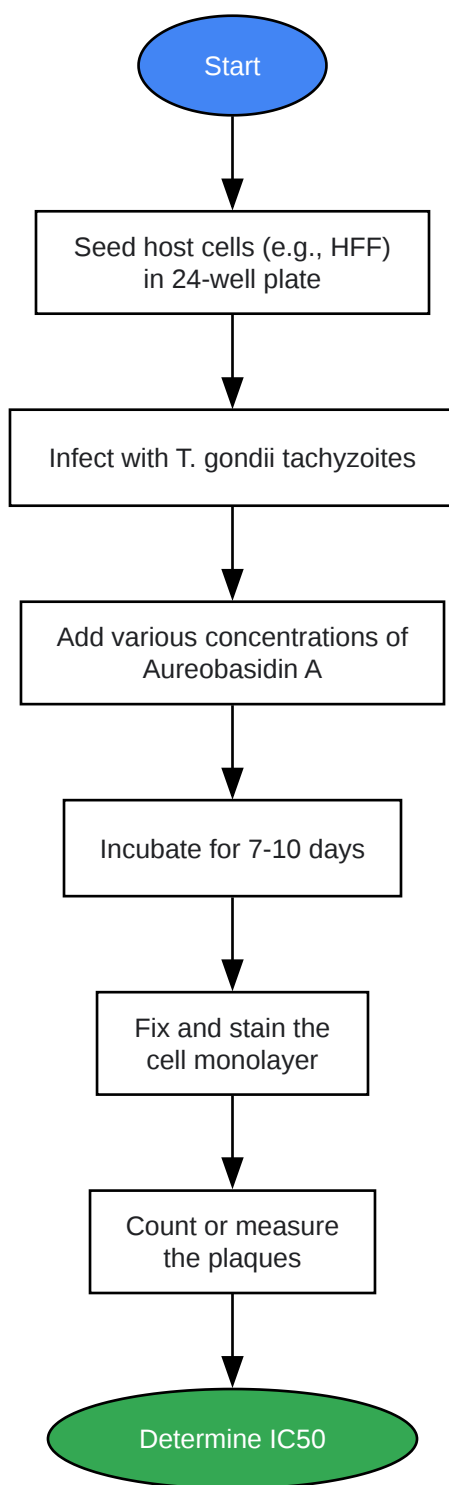 Start
Seed host cells (e.g., HFF)
in 24-well plate
Infect with T. gondii tachyzoites
Add various concentrations of
Aureobasidin A
Incubate for 7-10 days
Fix and stain the
cell monolayer
Count or measure
the plaques
Determine IC50